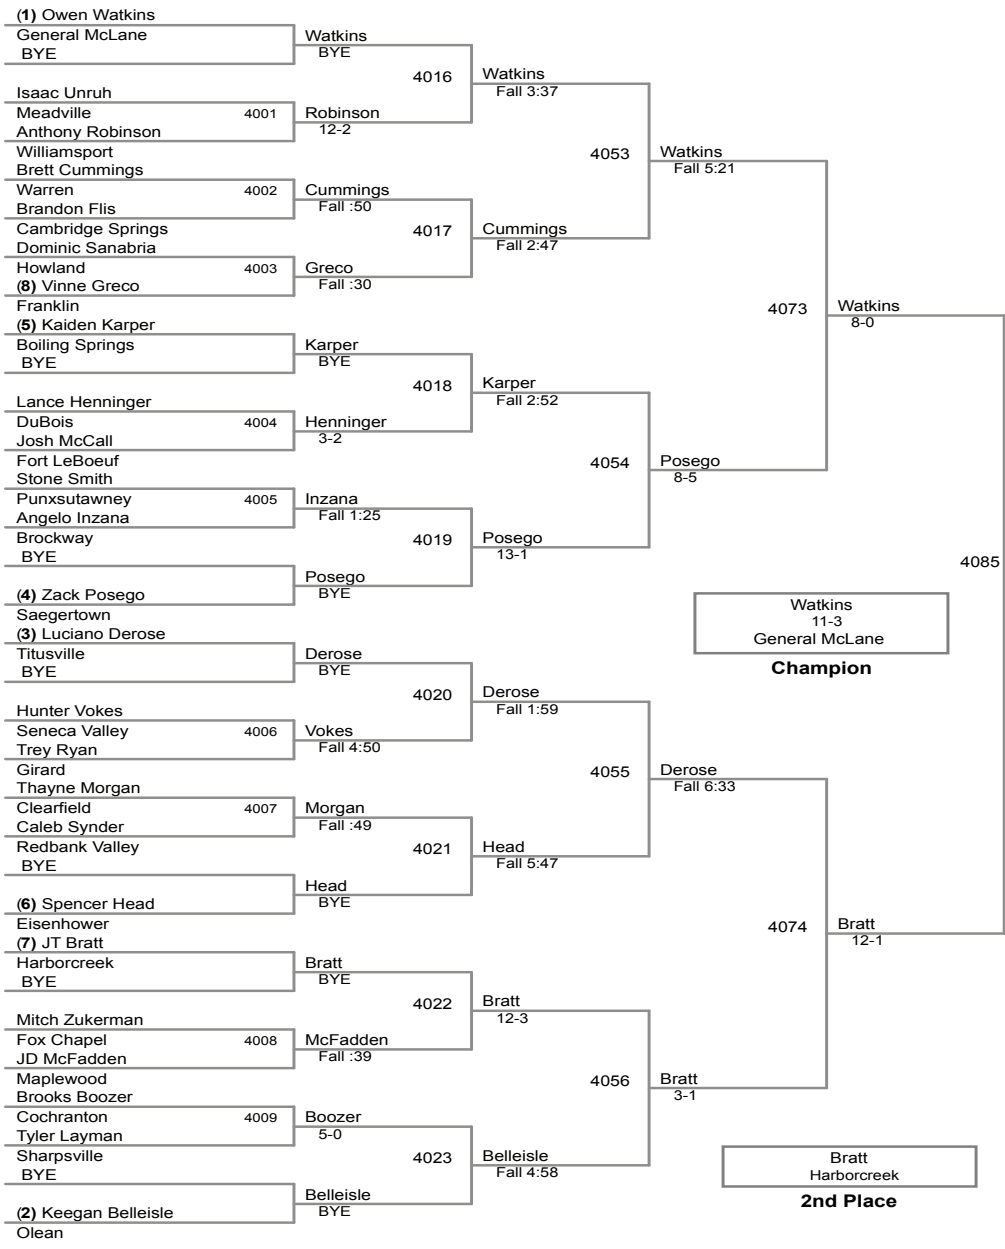 (1) Owen Watkins
General McLane
BYE
Isaac Unruh
Meadville
Anthony Robinson
Williamsport
Brett Cummings
Warren
Brandon Flis
Cambridge Springs
Dominic Sanabria
Howland
(8) Vinne Greco
Franklin
(5) Kaiden Karper
Boiling Springs
BYE
Lance Henninger
DuBois
Josh McCall
Fort LeBoeuf
Stone Smith
Punxsutawney
Angelo Inzana
Brockway
BYE
(4) Zack Posego
Saegertown
(3) Luciano Derose
Titusville
BYE
Hunter Vokes
Seneca Valley
Trey Ryan
Girard
Thayne Morgan
Clearfield
Caleb Synder
Redbank Valley
BYE
(6) Spencer Head
Eisenhower
(7) JT Bratt
Harborcreek
BYE
Mitch Zukerman
Fox Chapel
JD McFadden
Maplewood
Brooks Boozer
Cochranton
Tyler Layman
Sharpsville
BYE
(2) Keegan Belleisle
Olean
4001
4002
4003
4004
4005
4006
4007
4008
4009
Watkins
BYE
Robinson
12-2
Cummings
Fall :50
Greco
Fall :30
Karper
BYE
Henninger
3-2
Inzana
Fall 1:25
Posego
BYE
Derose
BYE
Vokes
Fall 4:50
Morgan
Fall :49
Head
BYE
Bratt
BYE
McFadden
Fall :39
Boozer
5-0
Belleisle
BYE
4016
4017
4018
4019
4020
4021
4022
4023
Watkins
Fall 3:37
Cummings
Fall 2:47
Karper
Fall 2:52
Posego
13-1
Derose
Fall 1:59
Head
Fall 5:47
Bratt
12-3
Belleisle
Fall 4:58
4053
4054
4055
4056
Watkins
Fall 5:21
Posego
8-5
Derose
Fall 6:33
Bratt
3-1
4073
4074
Watkins
8-0
Bratt
12-1
4085
Watkins
11-3
General McLane
Champion
Bratt
Harborcreek
2nd Place